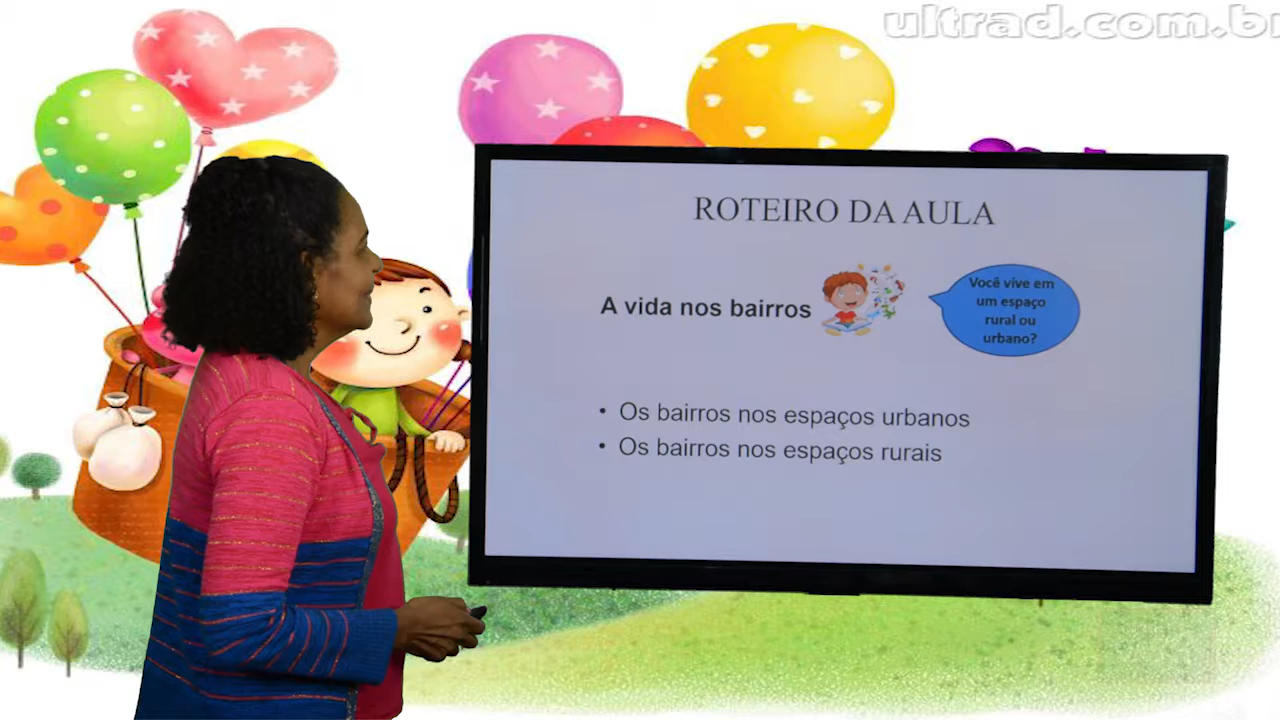 ultrad.com.br
ROTEIRO DA AULA
A vida nos bairros
Você vive em
um espaço
rural ou
urbano?
• Os bairros nos espaços urbanos
• Os bairros nos espaços rurais